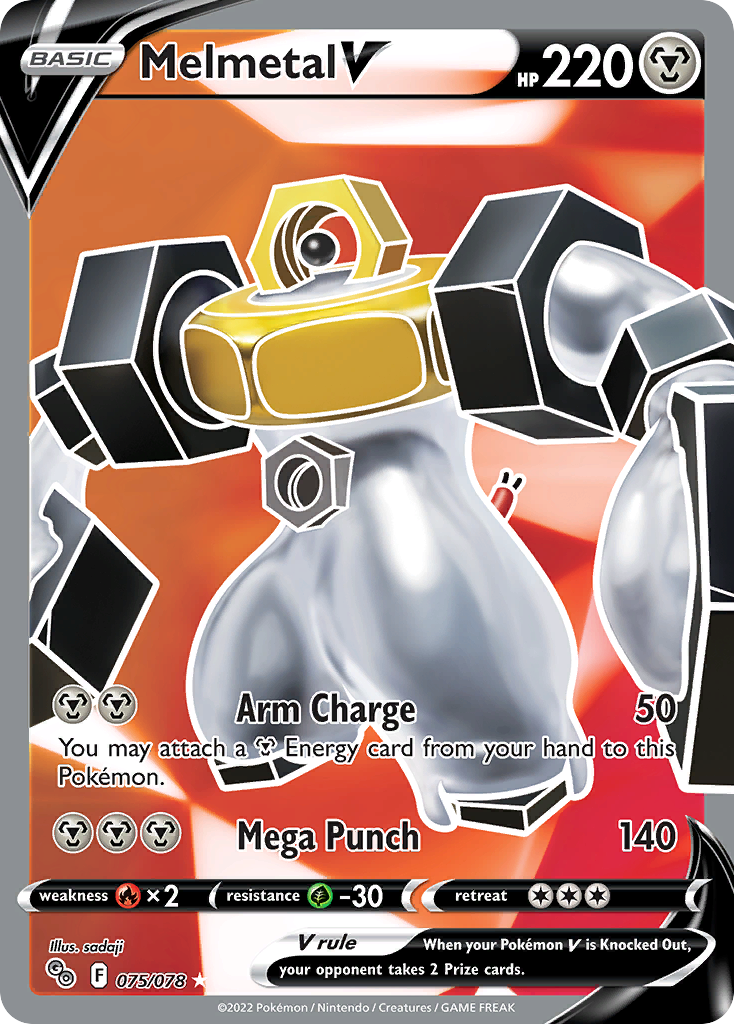 BASIC
Melmetal V
HP 220
Arm Charge 50
You may attach a Energy card from your hand to this
Pokémon.
Mega Punch 140
weakness ×2 resistance -30 retreat
Illus. sadaji
GO F 075/078
V rule When your Pokémon V is Knocked Out,
your opponent takes 2 Prize cards.
©2022 Pokémon / Nintendo / Creatures / GAME FREAK